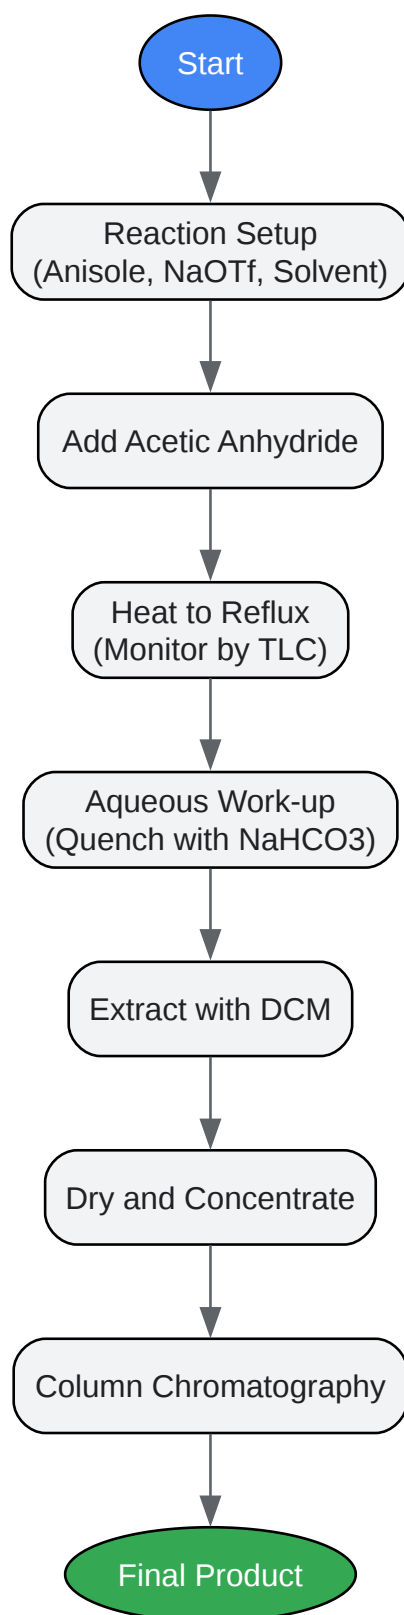 Start
Reaction Setup
(Anisole, NaOTf, Solvent)
Add Acetic Anhydride
Heat to Reflux
(Monitor by TLC)
Aqueous Work-up
(Quench with NaHCO3)
Extract with DCM
Dry and Concentrate
Column Chromatography
Final Product